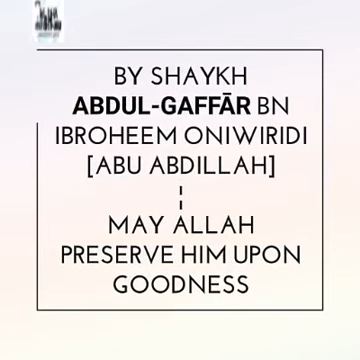 BY SHAYKH
ABDUL-GAFFĀR BN
IBROHEEM ONIWIRIDI
[ABU ABDILLAH]
¦
MAY ALLAH
PRESERVE HIM UPON
GOODNESS